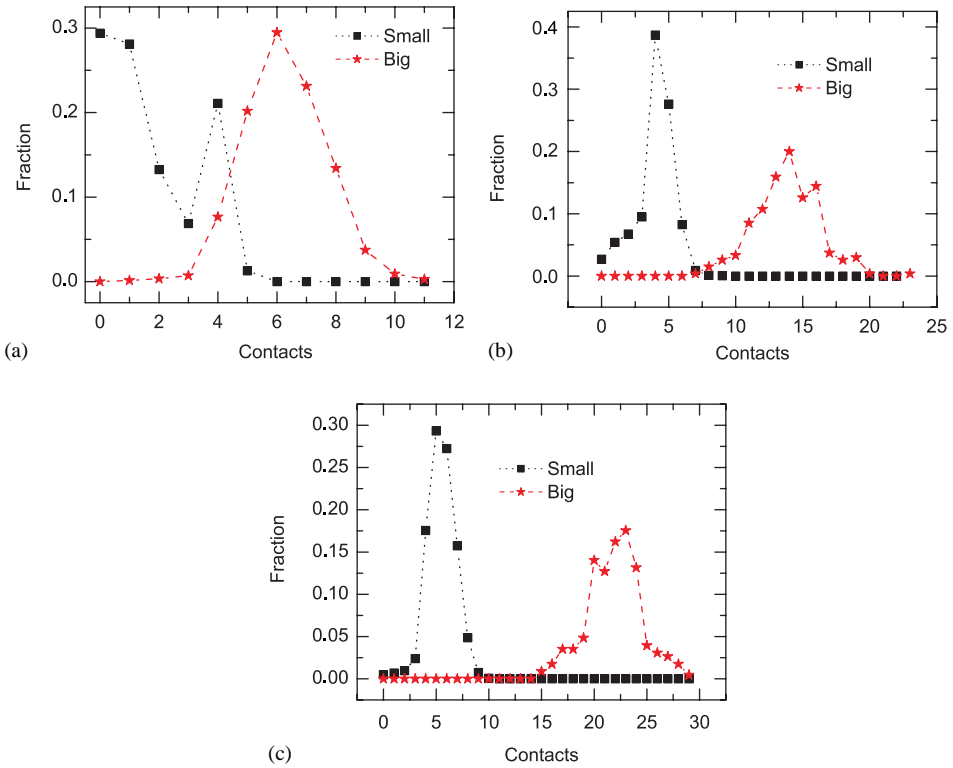 0.3
0.2
0.1
0.0
Fraction
Small
Big
0 2 4 6 8 10 12
Contacts
(a)
0.4
0.3
0.2
0.1
0.0
Fraction
Small
Big
0 5 10 15 20 25
Contacts
(b)
0.30
0.25
0.20
0.15
0.10
0.05
0.00
Fraction
Small
Big
0 5 10 15 20 25 30
Contacts
(c)